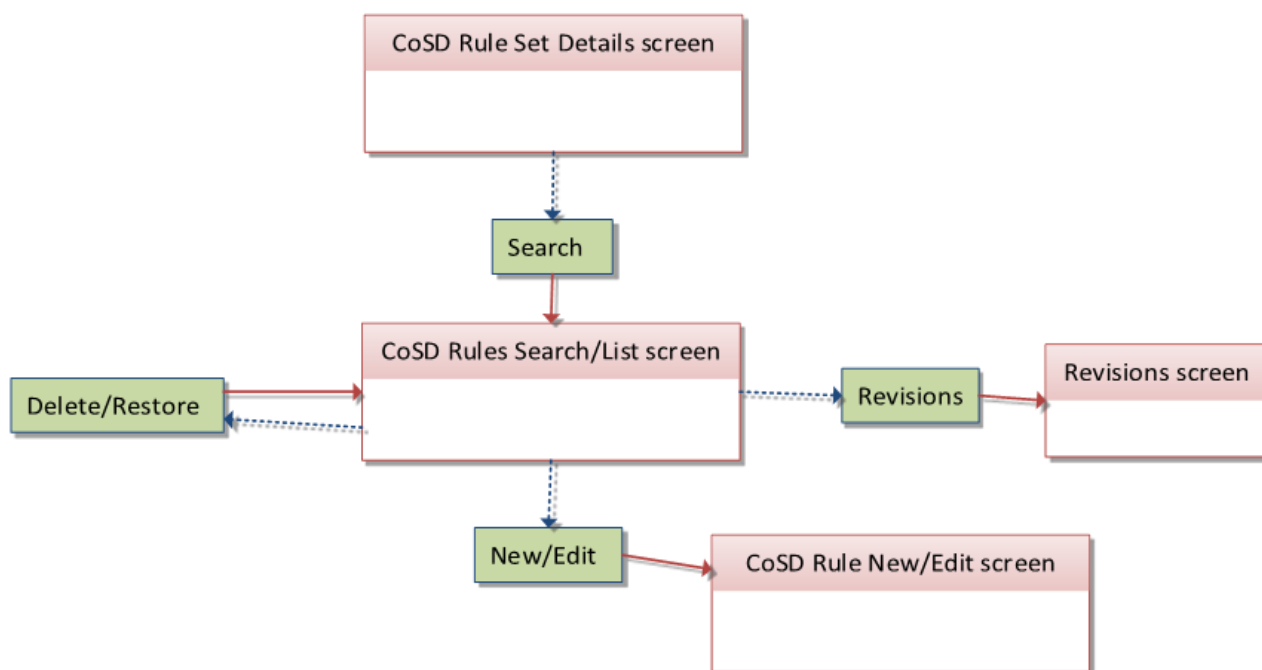 CoSD Rule Set Details screen
Search
CoSD Rules Search/List screen
Delete/Restore
Revisions
Revisions screen
New/Edit
CoSD Rule New/Edit screen